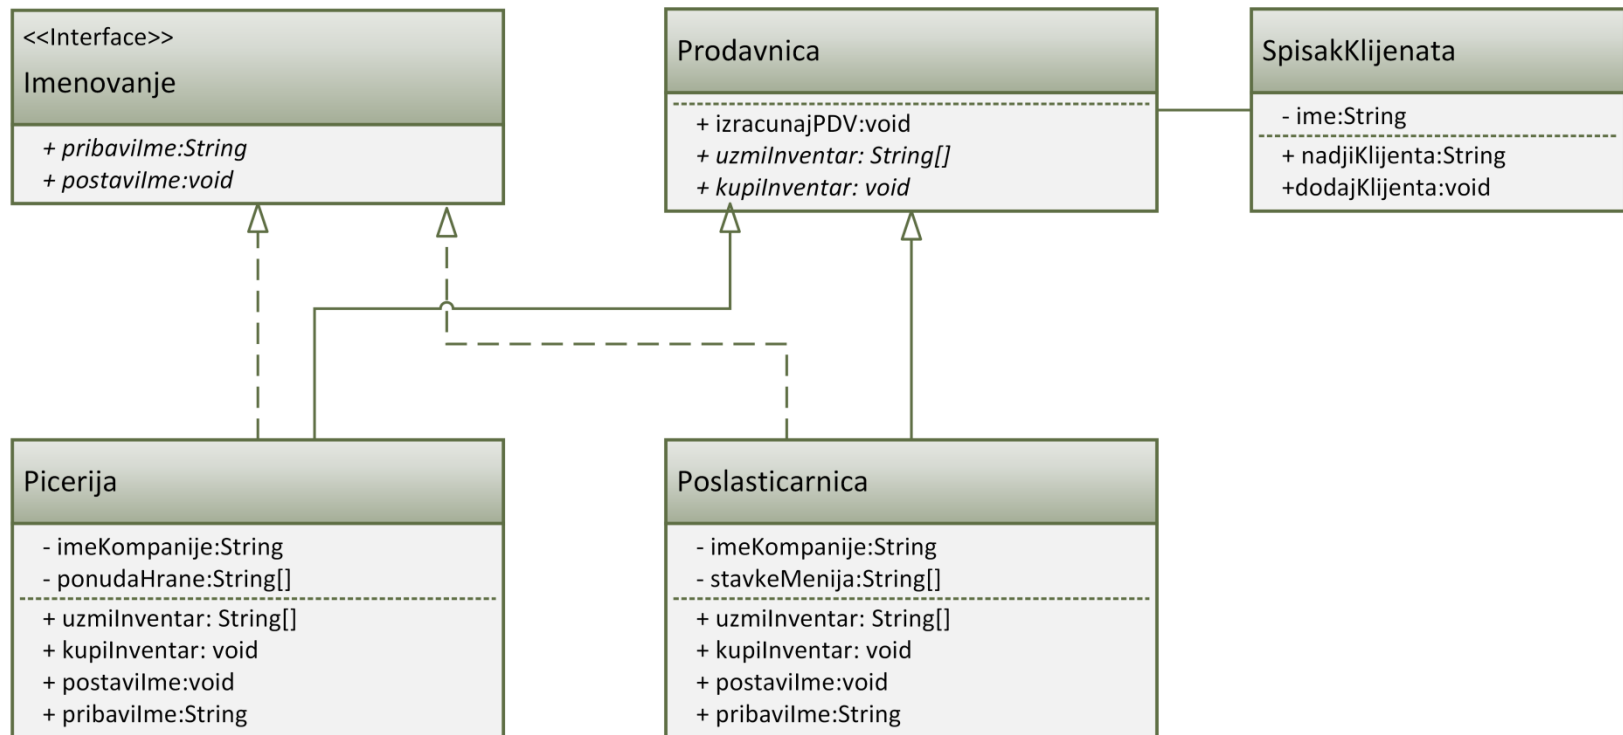 <<Interface>>
Imenovanje
+ pribaviIme:String
+ postaviIme:void
Prodavnica
+ izracunajPDV:void
+ uzmiInventar: String[]
+ kupiInventar: void
SpisakKlijenata
- ime:String
+ nadjiKlijenta:String
+dodajKlijenta:void
Picerija
- imeKompanije:String
- ponudaHrane:String[]
+ uzmiInventar: String[]
+ kupiInventar: void
+ postaviIme:void
+ pribaviIme:String
Poslasticarnica
- imeKompanije:String
- stavkeMenija:String[]
+ uzmiInventar: String[]
+ kupiInventar: void
+ postaviIme:void
+ pribaviIme:String